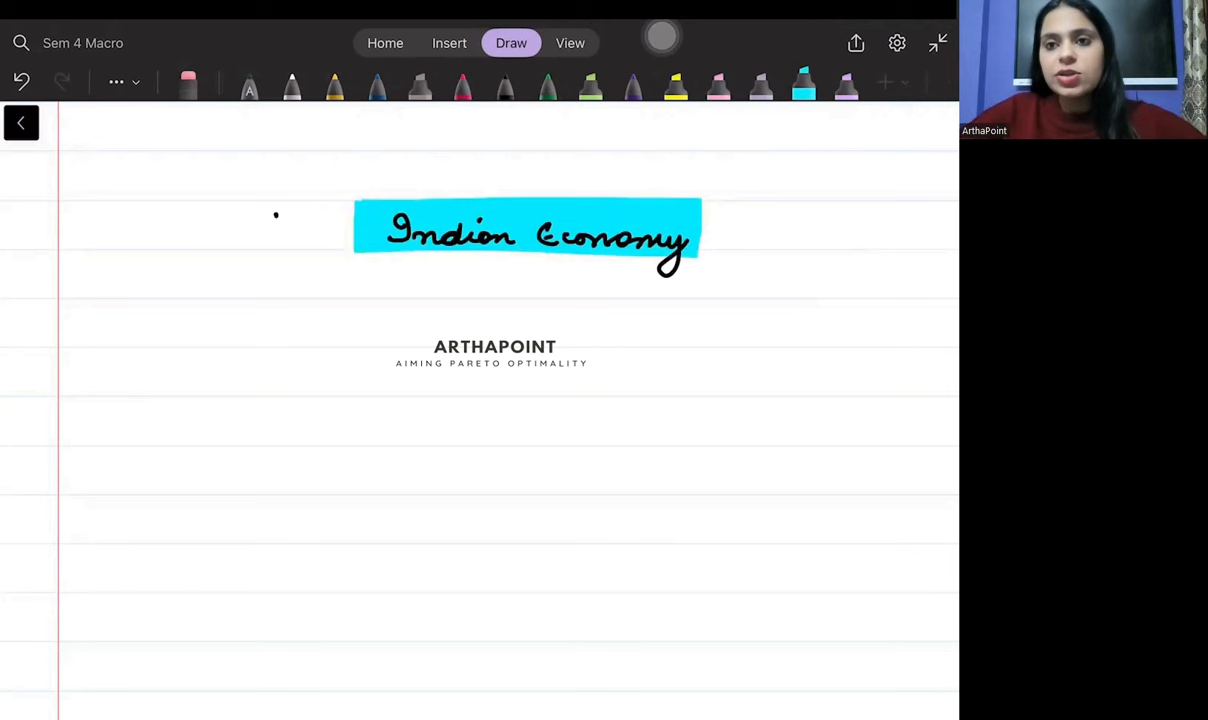 Sem 4 Macro
Home Insert Draw View
A
ArthaPoint
Indian Economy
ARTHAPOINT
AIMING PARETO OPTIMALITY